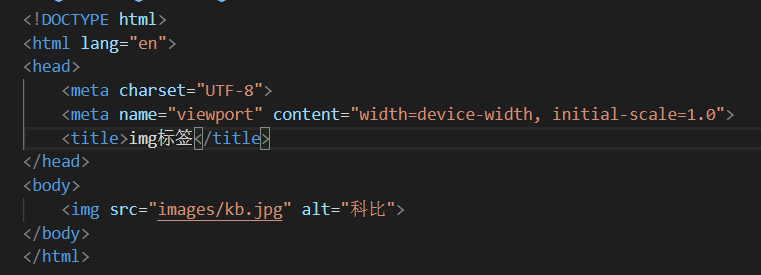 <!DOCTYPE html>
<html lang="en">
<head>
    <meta charset="UTF-8">
    <meta name="viewport" content="width=device-width, initial-scale=1.0">
    <title>img标签</title>
</head>
<body>
    <img src="images/kb.jpg" alt="科比">
</body>
</html>